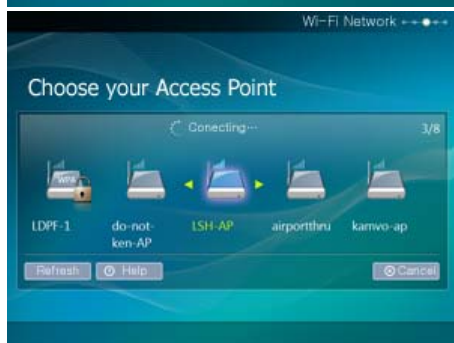 Wi-Fi Network
Choose your Access Point
Conecting...
3/8
WPA
LDPF-1
do-not-
ken-AP
LSH-AP
airportthru
kamvo-ap
Refresh
Help
Cancel